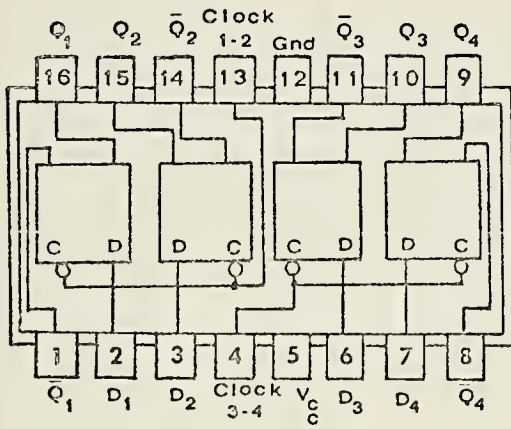 Q₁ Q₂ Q̄₂ Clock 1-2 Gnd Q̄₃ Q₃ Q₄
16 15 14 13 12 11 10 9
C D D C C D D C
1 2 3 4 5 6 7 8
Q̄₁ D₁ D₂ Clock 3-4 V_CC D₃ D₄ Q̄₄